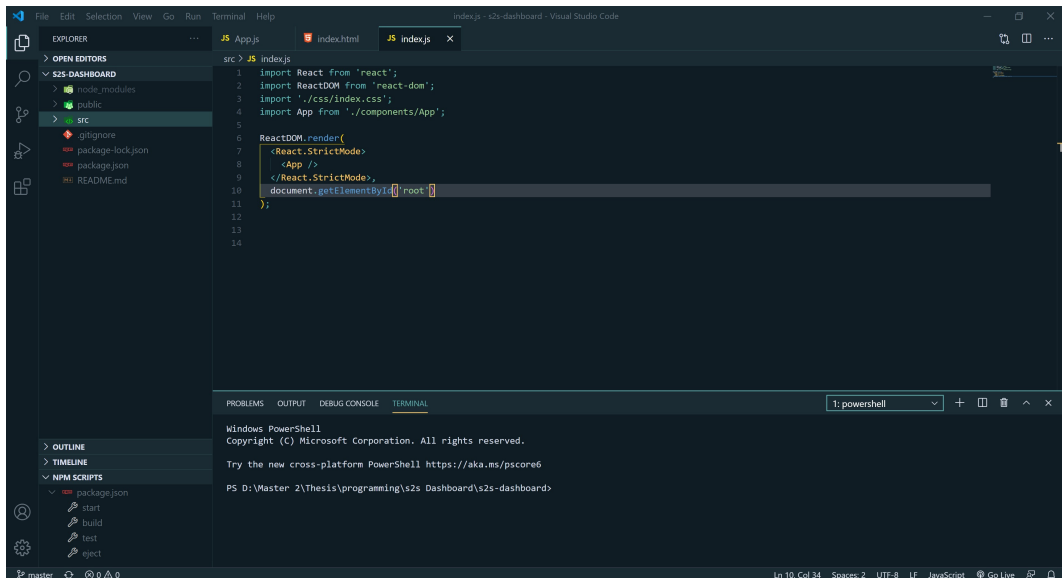 File Edit Selection View Go Run Terminal Help
index.js - s2s-dashboard - Visual Studio Code
EXPLORER ...
OPEN EDITORS
S2S-DASHBOARD
node_modules
public
src
.gitignore
package-lock.json
package.json
README.md
OUTLINE
TIMELINE
NPM SCRIPTS
package.json
start
build
test
eject
JS App.js
index.html
JS index.js ×
src > JS index.js
1 import React from 'react';
2 import ReactDOM from 'react-dom';
3 import './css/index.css';
4 import App from './components/App';
5
6 ReactDOM.render(
7 <React.StrictMode>
8 <App />
9 </React.StrictMode>,
10 document.getElementById('root')
11 );
12
13
14
PROBLEMS OUTPUT DEBUG CONSOLE TERMINAL
1: powershell
Windows PowerShell
Copyright (C) Microsoft Corporation. All rights reserved.
Try the new cross-platform PowerShell https://aka.ms/pscore6
PS D:\Master 2\Thesis\programming\s2s Dashboard\s2s-dashboard>
master 0 0
Ln 10, Col 34 Spaces: 2 UTF-8 LF JavaScript Go Live